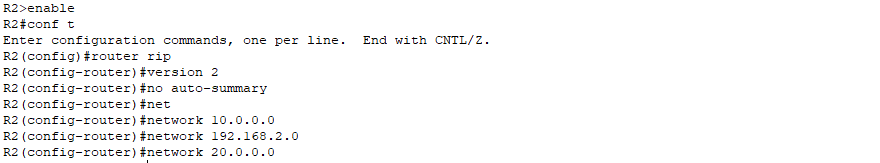 R2>enable
R2#conf t
Enter configuration commands, one per line.  End with CNTL/Z.
R2(config)#router rip
R2(config-router)#version 2
R2(config-router)#no auto-summary
R2(config-router)#net
R2(config-router)#network 10.0.0.0
R2(config-router)#network 192.168.2.0
R2(config-router)#network 20.0.0.0